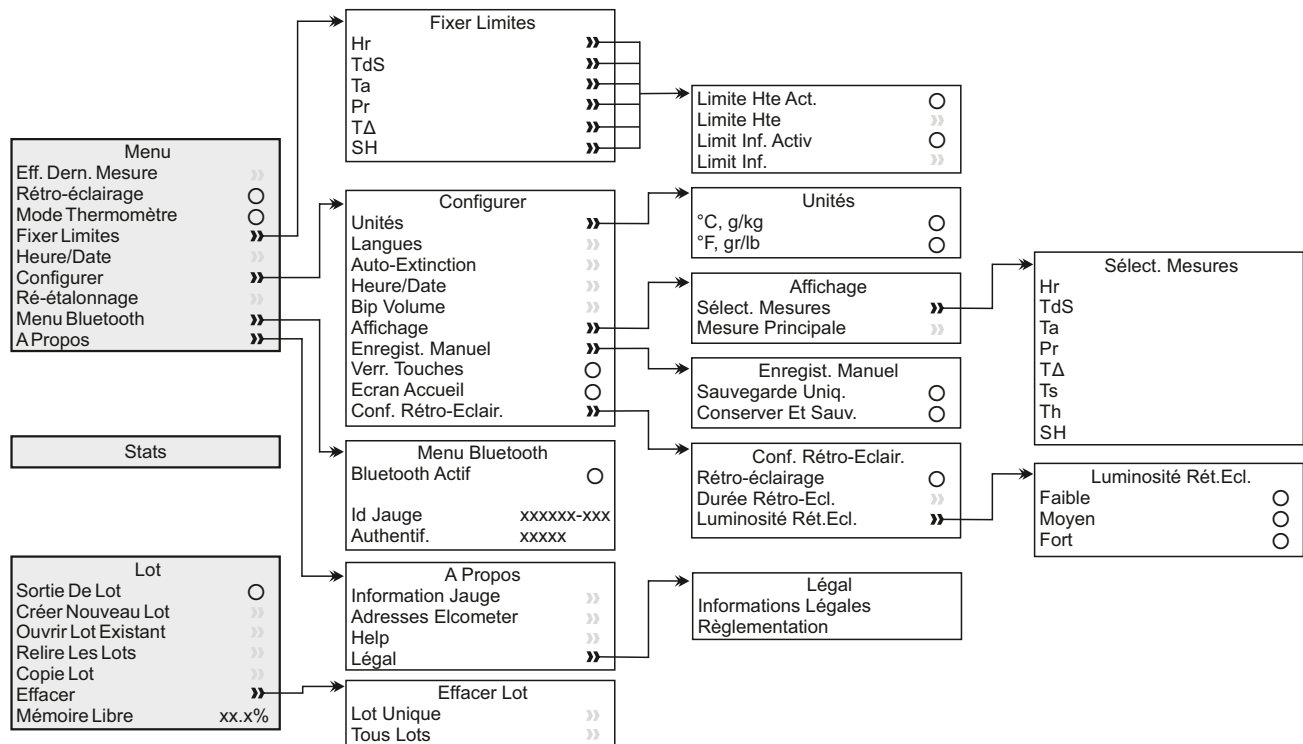 Menu
Eff. Dern. Mesure
Rétro-éclairage
Mode Thermomètre
Fixer Limites
Heure/Date
Configurer
Ré-étalonnage
Menu Bluetooth
A Propos
Stats
Lot
Sortie De Lot
Créer Nouveau Lot
Ouvrir Lot Existant
Relire Les Lots
Copie Lot
Effacer
Mémoire Libre xx.x%
Fixer Limites
Hr
TdS
Ta
Pr
TΔ
SH
Configurer
Unités
Langues
Auto-Extinction
Heure/Date
Bip Volume
Affichage
Enregist. Manuel
Verr. Touches
Ecran Accueil
Conf. Rétro-Eclair.
Menu Bluetooth
Bluetooth Actif
Id Jauge xxxxxx-xxx
Authentif. xxxxx
A Propos
Information Jauge
Adresses Elcometer
Help
Légal
Effacer Lot
Lot Unique
Tous Lots
Limite Hte Act.
Limite Hte
Limit Inf. Activ
Limit Inf.
Unités
°C, g/kg
°F, gr/lb
Affichage
Sélect. Mesures
Mesure Principale
Enregist. Manuel
Sauvegarde Uniq.
Conserver Et Sauv.
Conf. Rétro-Eclair.
Rétro-éclairage
Durée Rétro-Ecl.
Luminosité Rét.Ecl.
Légal
Informations Légales
Règlementation
Sélect. Mesures
Hr
TdS
Ta
Pr
TΔ
Ts
Th
SH
Luminosité Rét.Ecl.
Faible
Moyen
Fort